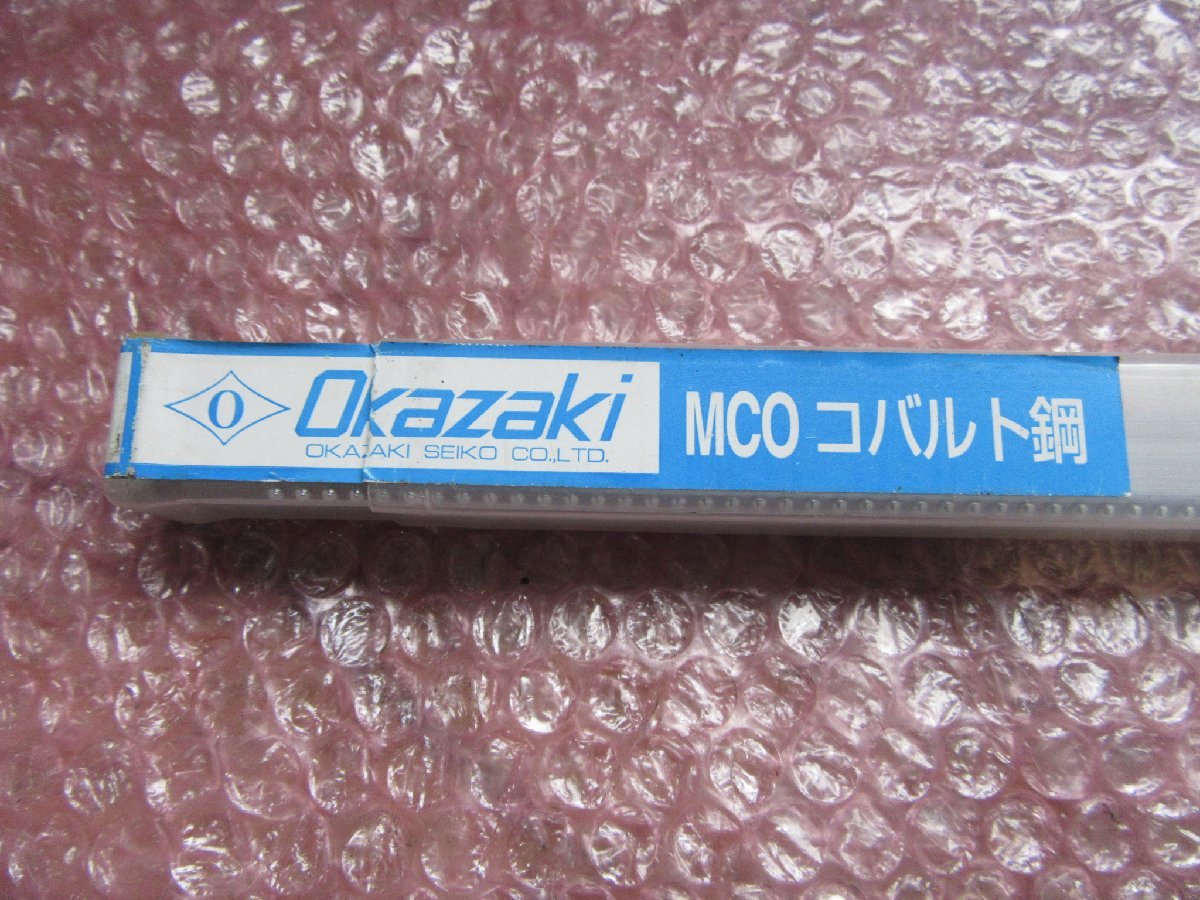 O Okazaki
OKAZAKI SEIKO CO.,LTD.
MCO コバルト鋼